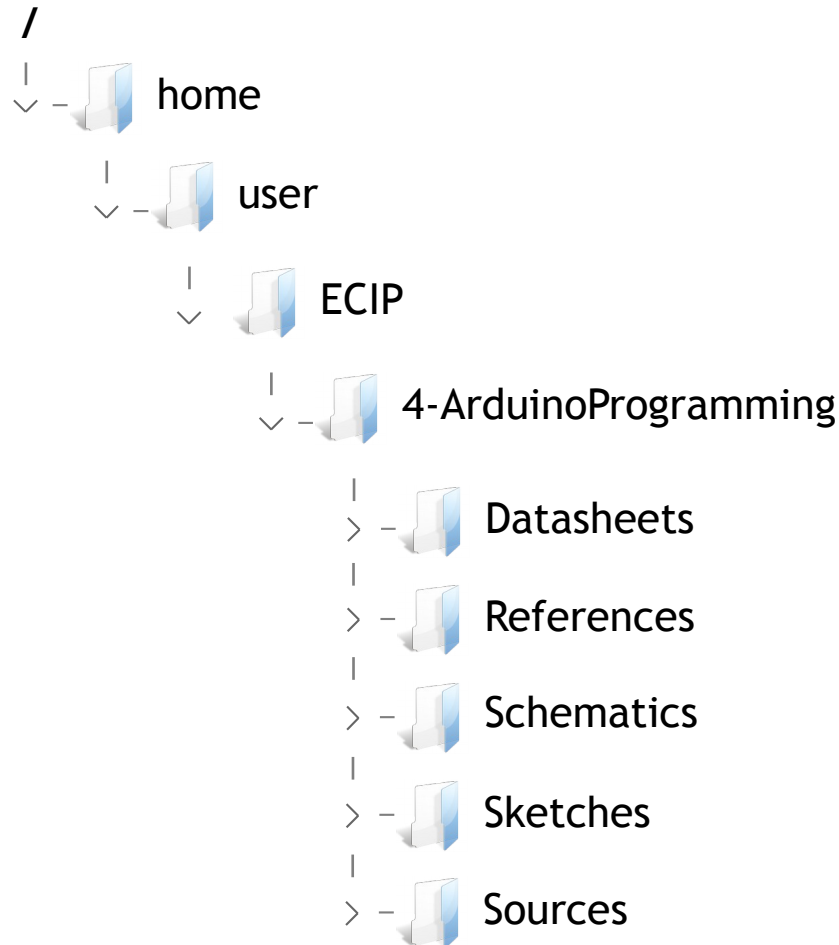 /
home
user
ECIP
4-ArduinoProgramming
Datasheets
References
Schematics
Sketches
Sources